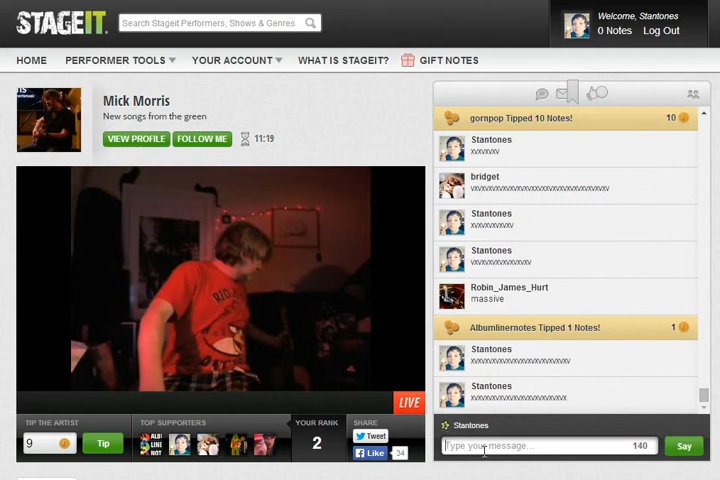 STAGEIT.
Search Stageit Performers, Shows & Genres
Welcome, Stantones
0 Notes Log Out
HOME PERFORMER TOOLS YOUR ACCOUNT WHAT IS STAGEIT? GIFT NOTES
Mick Morris
New songs from the green
VIEW PROFILE FOLLOW ME 11:19
LIVE
TIP THE ARTIST
9 Tip
TOP SUPPORTERS
YOUR RANK
2
SHARE
Tweet
Like 34
gornpop Tipped 10 Notes! 10
Stantones
bridget
Stantones
Stantones
Robin_James_Hurt
massive
Albumlinernotes Tipped 1 Notes! 1
Stantones
Stantones
Stantones
Type your message... 140 Say